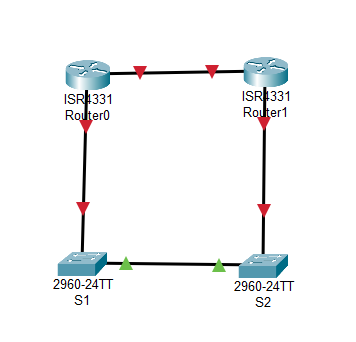 ISR4331
Router0
ISR4331
Router1
2960-24TT
S1
2960-24TT
S2